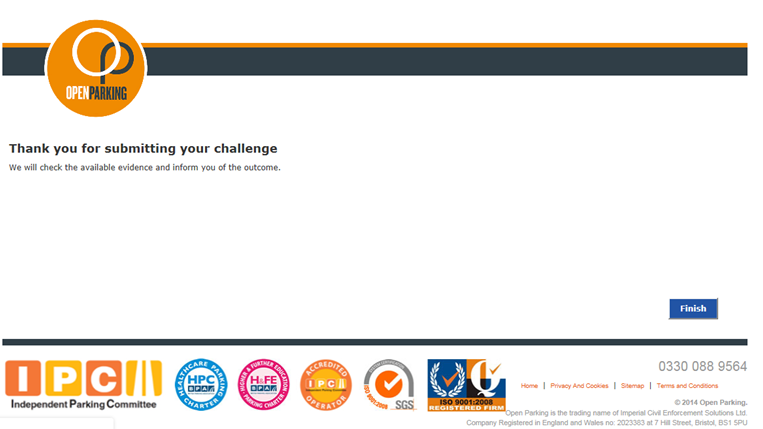 OPENPARKING
Thank you for submitting your challenge
We will check the available evidence and inform you of the outcome.
Finish
IPC
Independent Parking Committee
HEALTHCARE PARKING
HPC
CHARTER
HIGHER & FURTHER EDUCATION
H&FE
PARKING CHARTER
ACCREDITED
IPC
OPERATOR
ISO 9001:2008
SGS
ISO 9001:2008
REGISTERED FIRM
0330 088 9564
Home | Privacy And Cookies | Sitemap | Terms and Conditions
© 2014 Open Parking.
Open Parking is the trading name of Imperial Civil Enforcement Solutions Ltd.
Company Registered in England and Wales no: 2023363 at 7 Hill Street, Bristol, BS1 5PU